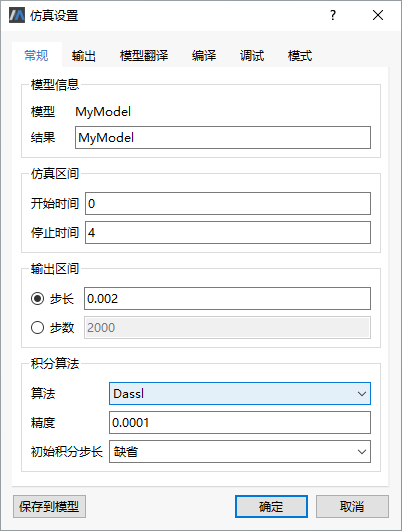 仿真设置
常规 输出 模型翻译 编译 调试 模式
模型信息
模型 MyModel
结果 MyModel
仿真区间
开始时间 0
停止时间 4
输出区间
步长 0.002
步数 2000
积分算法
算法 Dassl
精度 0.0001
初始积分步长 缺省
保存到模型 确定 取消